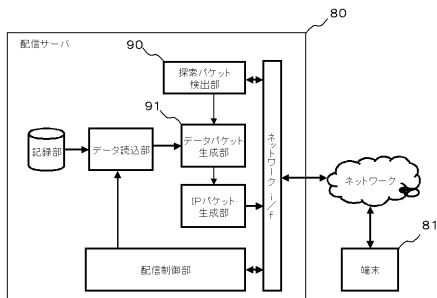 80
配信サーバ
90
探索パケット
検出部
91
記録部
データ読込部
データパケット
生成部
ネットワークi/f
ネットワーク
IPパケット
生成部
81
配信制御部
端末